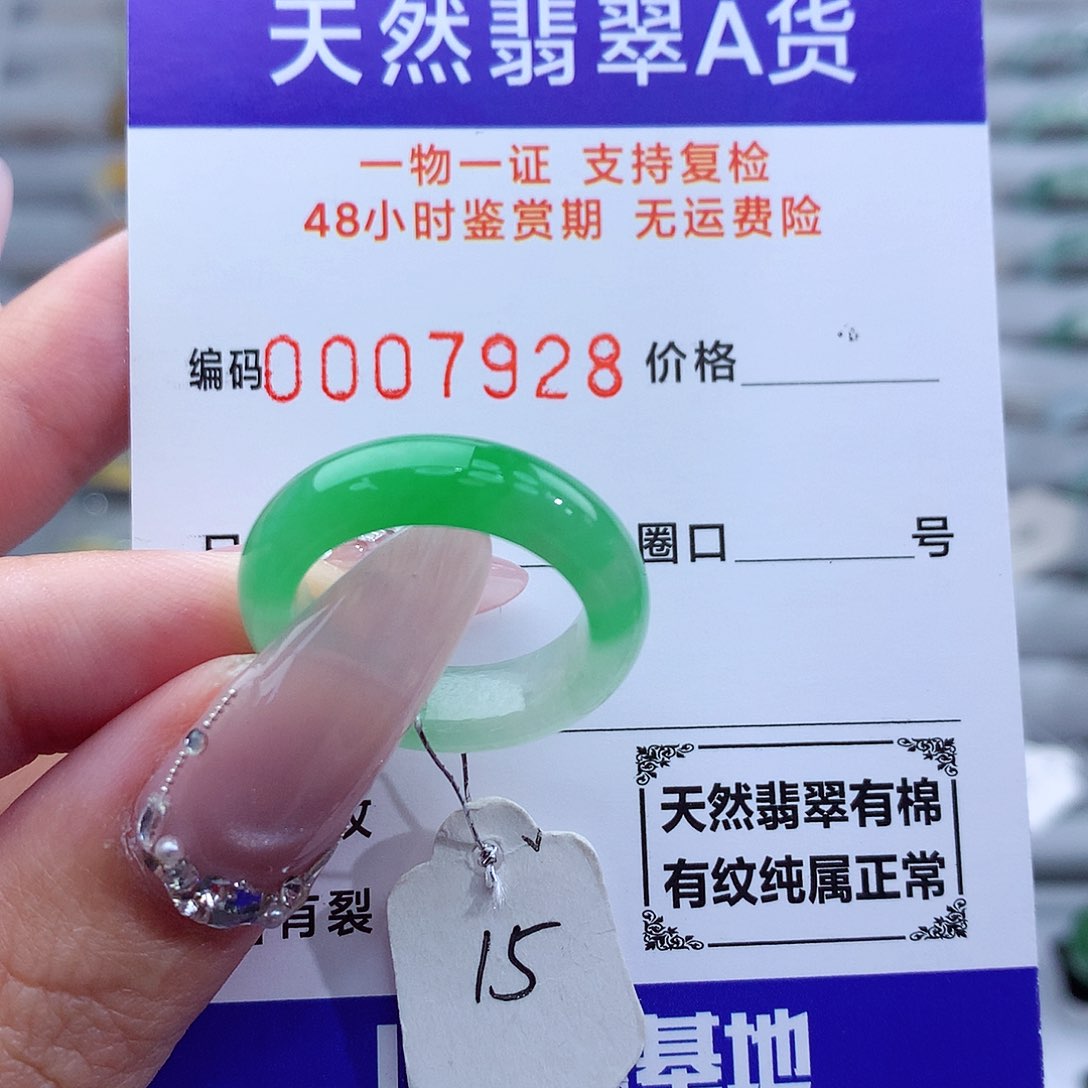 天然翡翠A货
一物一证 支持复检
48小时鉴赏期 无运费险
编码0007928 价格
圈口 号
天然翡翠有棉
有纹纯属正常
有裂
15
基地